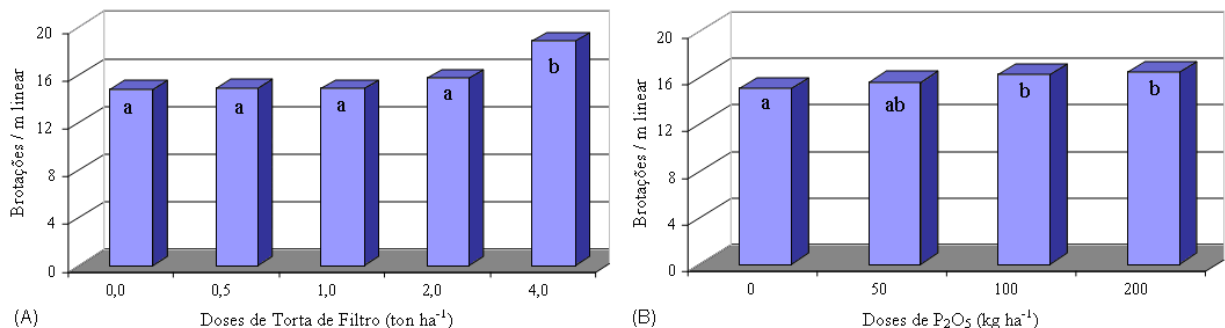 20
16
12
8
4
0
Brotações / m linear
a
a
a
a
b
0,0
0,5
1,0
2,0
4,0
(A)
Doses de Torta de Filtro (ton ha⁻¹)
20
16
12
8
4
0
Brotações / m linear
a
ab
b
b
0
50
100
200
(B)
Doses de P₂O₅ (kg ha⁻¹)